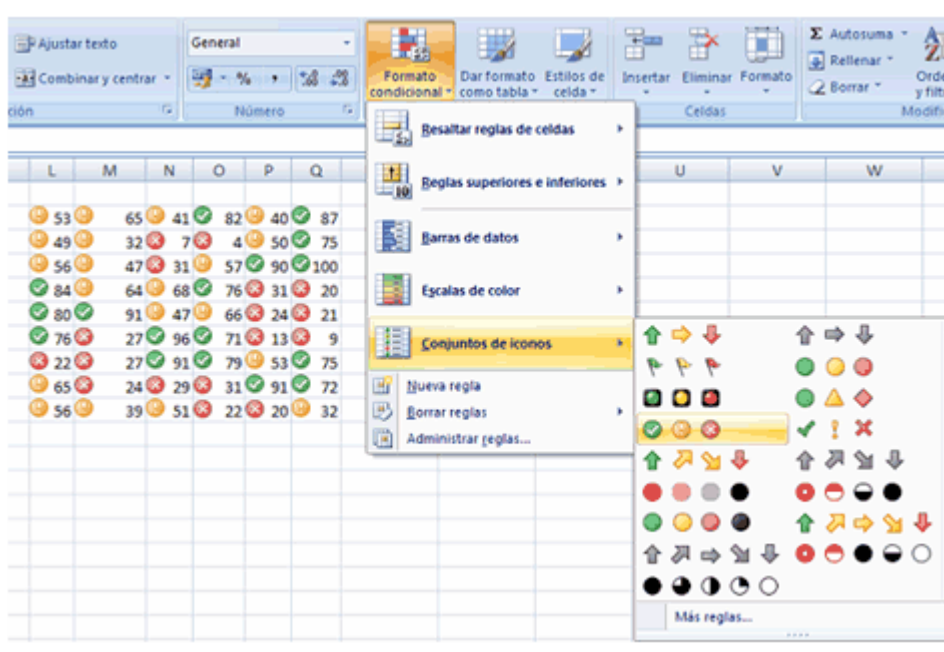 Ajustar texto
General
Autosuma
Combinar y centrar
%
Formato condicional
Dar formato como tabla
Estilos de celda
Insertar
Eliminar
Formato
Rellenar
Borrar
Número
Celdas
L M N O P Q U V W
53 65 41 82 40 87
49 32 7 4 50 75
56 47 31 57 90 100
84 64 68 76 31 20
80 91 47 66 24 21
76 27 96 71 13 9
22 27 91 79 53 75
65 24 29 31 91 72
56 39 51 22 20 32
Resaltar reglas de celdas
Reglas superiores e inferiores
Barras de datos
Escalas de color
Conjuntos de iconos
Nueva regla
Borrar reglas
Administrar reglas...
Más reglas...